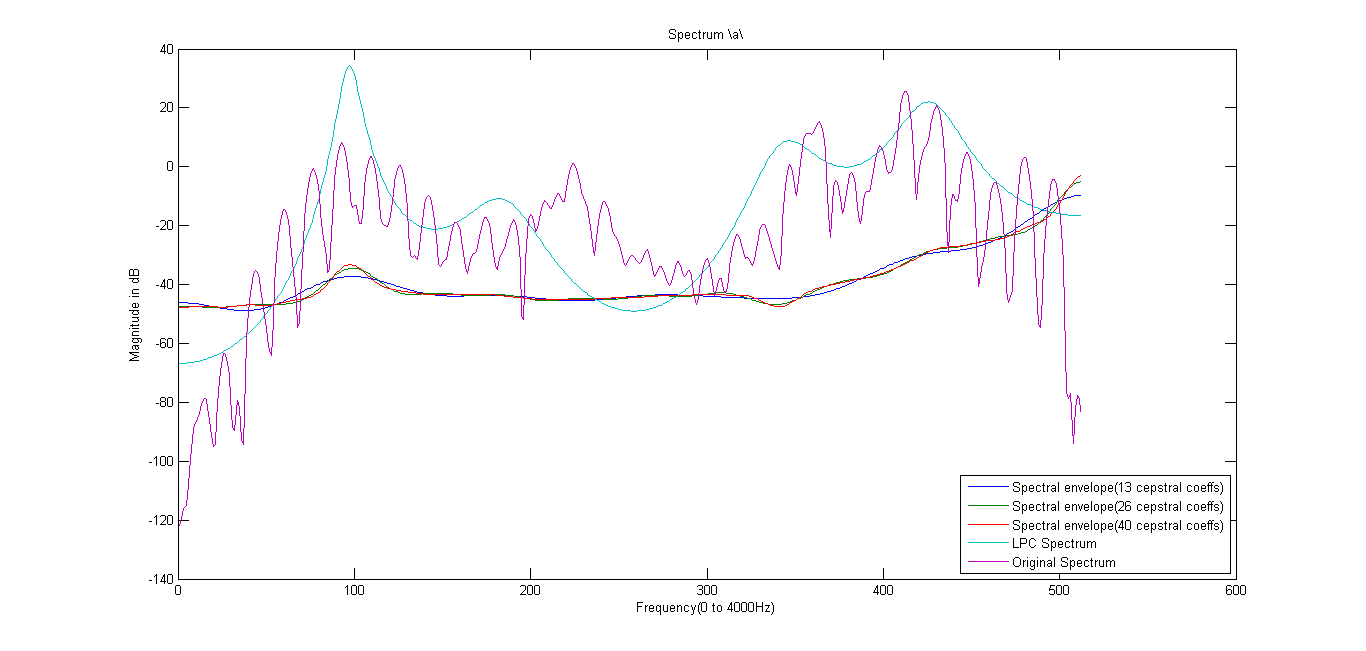 Spectrum \a\
40
20
0
-20
-40
-60
-80
-100
-120
-140
Magnitude in dB
0 100 200 300 400 500 600
Frequency(0 to 4000Hz)
Spectral envelope(13 cepstral coeffs)
Spectral envelope(26 cepstral coeffs)
Spectral envelope(40 cepstral coeffs)
LPC Spectrum
Original Spectrum